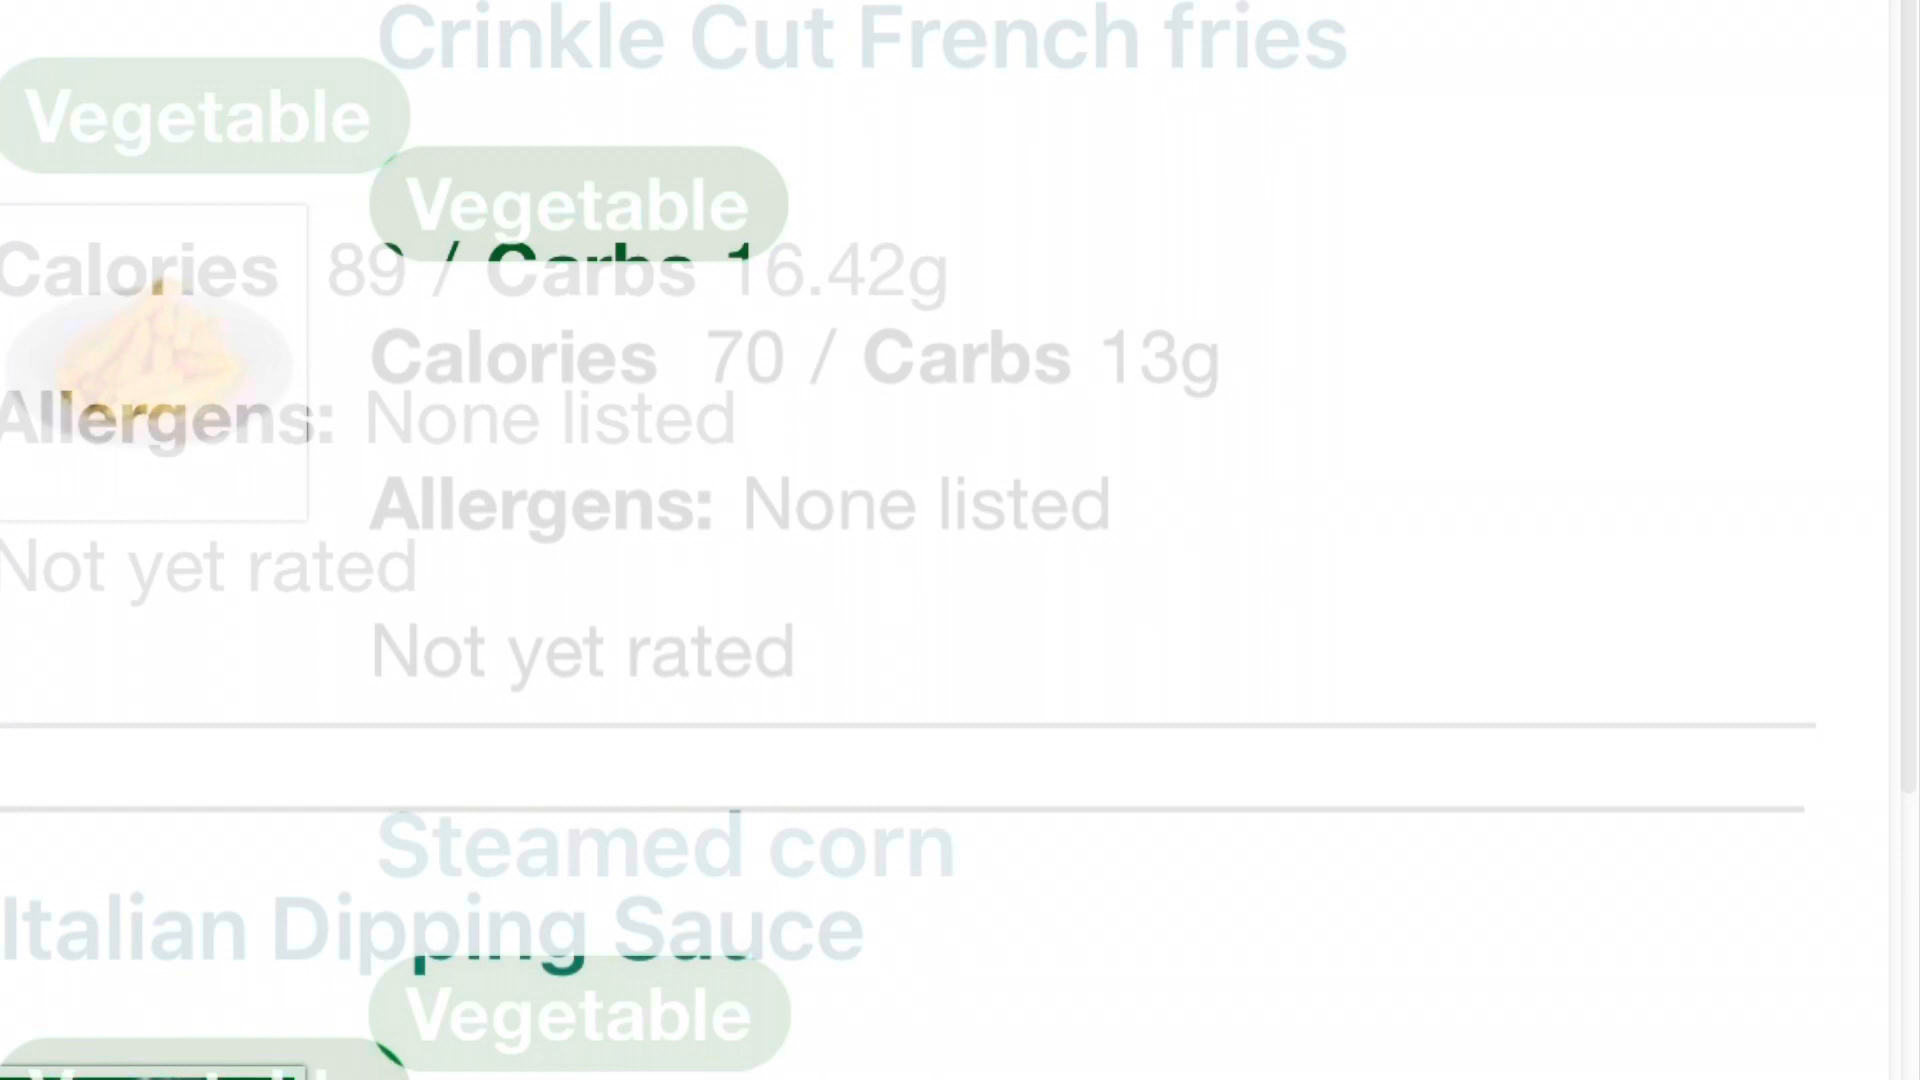 Crinkle Cut French fries
Vegetable
Vegetable
Calories 89 / Carbs 16.42g
Calories 70 / Carbs 13g
Allergens: None listed
Allergens: None listed
Not yet rated
Not yet rated
Steamed corn
Italian Dipping Sauce
Vegetable